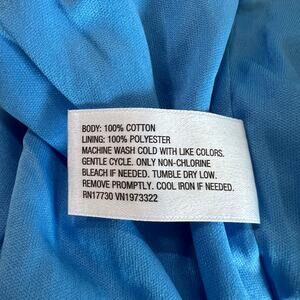 BODY: 100% COTTON
LINING: 100% POLYESTER
MACHINE WASH COLD WITH LIKE COLORS.
GENTLE CYCLE. ONLY NON-CHLORINE
BLEACH IF NEEDED. TUMBLE DRY LOW.
REMOVE PROMPTLY. COOL IRON IF NEEDED.
RN17730 VN1973322